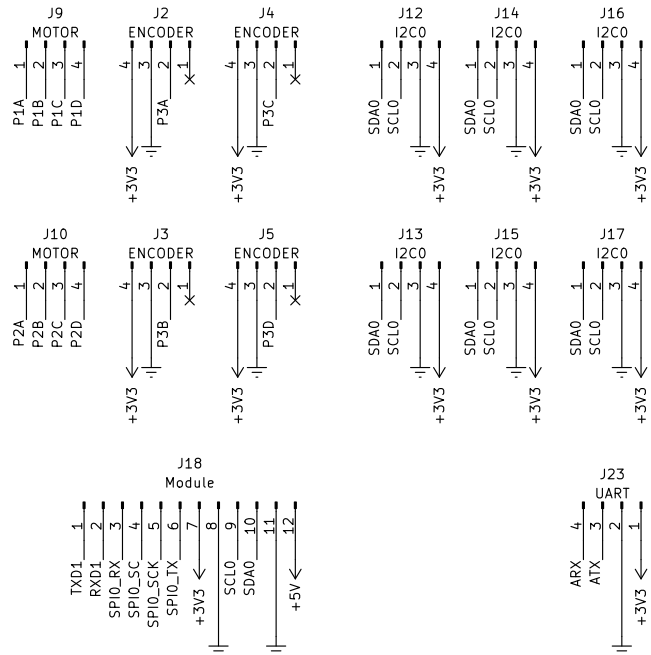 J9
MOTOR
1
2
3
4
P1A
P1B
P1C
P1D
J2
ENCODER
4
3
2
1
P3A
+3V3
J4
ENCODER
4
3
2
1
P3C
+3V3
J12
I2C0
1
2
3
4
SDA0
SCL0
+3V3
J14
I2C0
1
2
3
4
SDA0
SCL0
+3V3
J16
I2C0
1
2
3
4
SDA0
SCL0
+3V3
J10
MOTOR
1
2
3
4
P2A
P2B
P2C
P2D
J3
ENCODER
4
3
2
1
P3B
+3V3
J5
ENCODER
4
3
2
1
P3D
+3V3
J13
I2C0
1
2
3
4
SDA0
SCL0
+3V3
J15
I2C0
1
2
3
4
SDA0
SCL0
+3V3
J17
I2C0
1
2
3
4
SDA0
SCL0
+3V3
J18
Module
1
2
3
4
5
6
7
8
9
10
11
12
TXD1
RXD1
SPI0_RX
SPI0_SC
SPI0_SCK
SPI0_TX
+3V3
SCL0
SDA0
+5V
J23
UART
4
3
2
1
ARX
ATX
+3V3